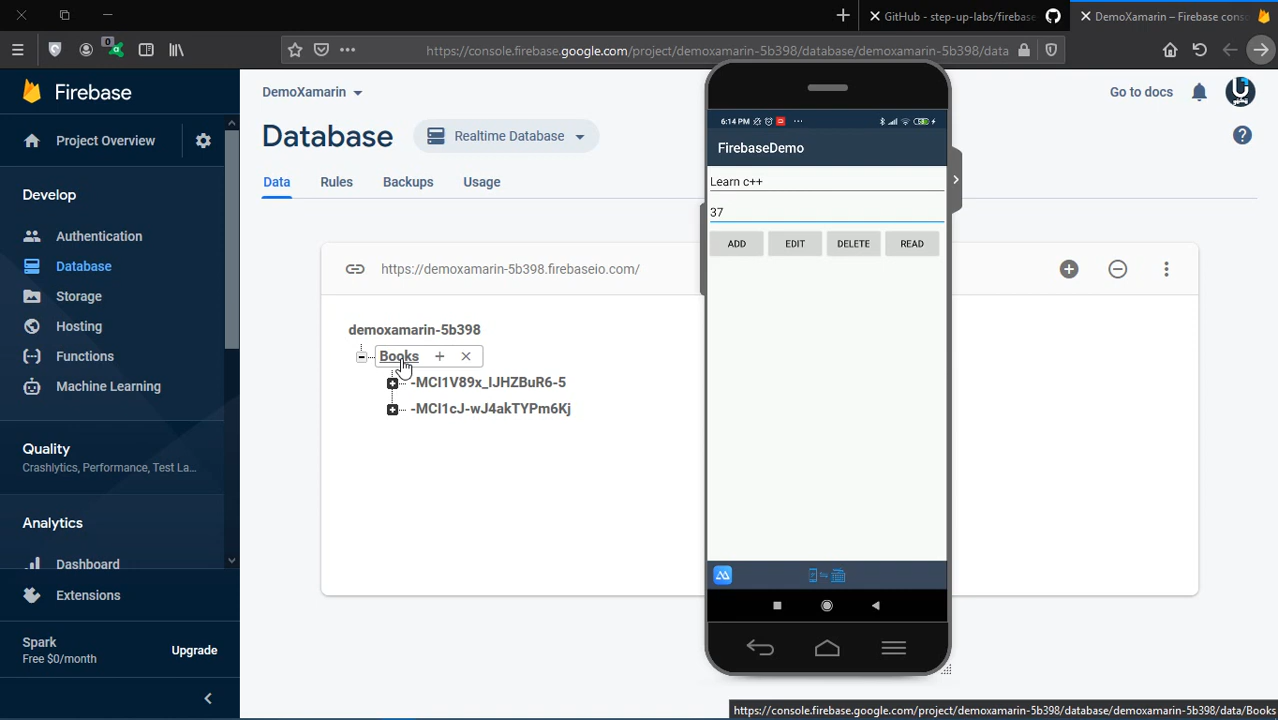 GitHub - step-up-labs/firebase
DemoXamarin – Firebase conso
0
https://console.firebase.google.com/project/demoxamarin-5b398/database/demoxamarin-5b398/data
Firebase
DemoXamarin
Go to docs
Project Overview
Database
Realtime Database
Data
Rules
Backups
Usage
Develop
Authentication
Database
Storage
Hosting
Functions
Machine Learning
Quality
Crashlytics, Performance, Test La...
Analytics
Dashboard
Extensions
Spark
Free $0/month
Upgrade
https://demoxamarin-5b398.firebaseio.com/
demoxamarin-5b398
Books
-MCI1V89x_IJHZBuR6-5
-MCI1cJ-wJ4akTYPm6Kj
6:14 PM
FirebaseDemo
Learn c++
37
ADD
EDIT
DELETE
READ
https://console.firebase.google.com/project/demoxamarin-5b398/database/demoxamarin-5b398/data/Books